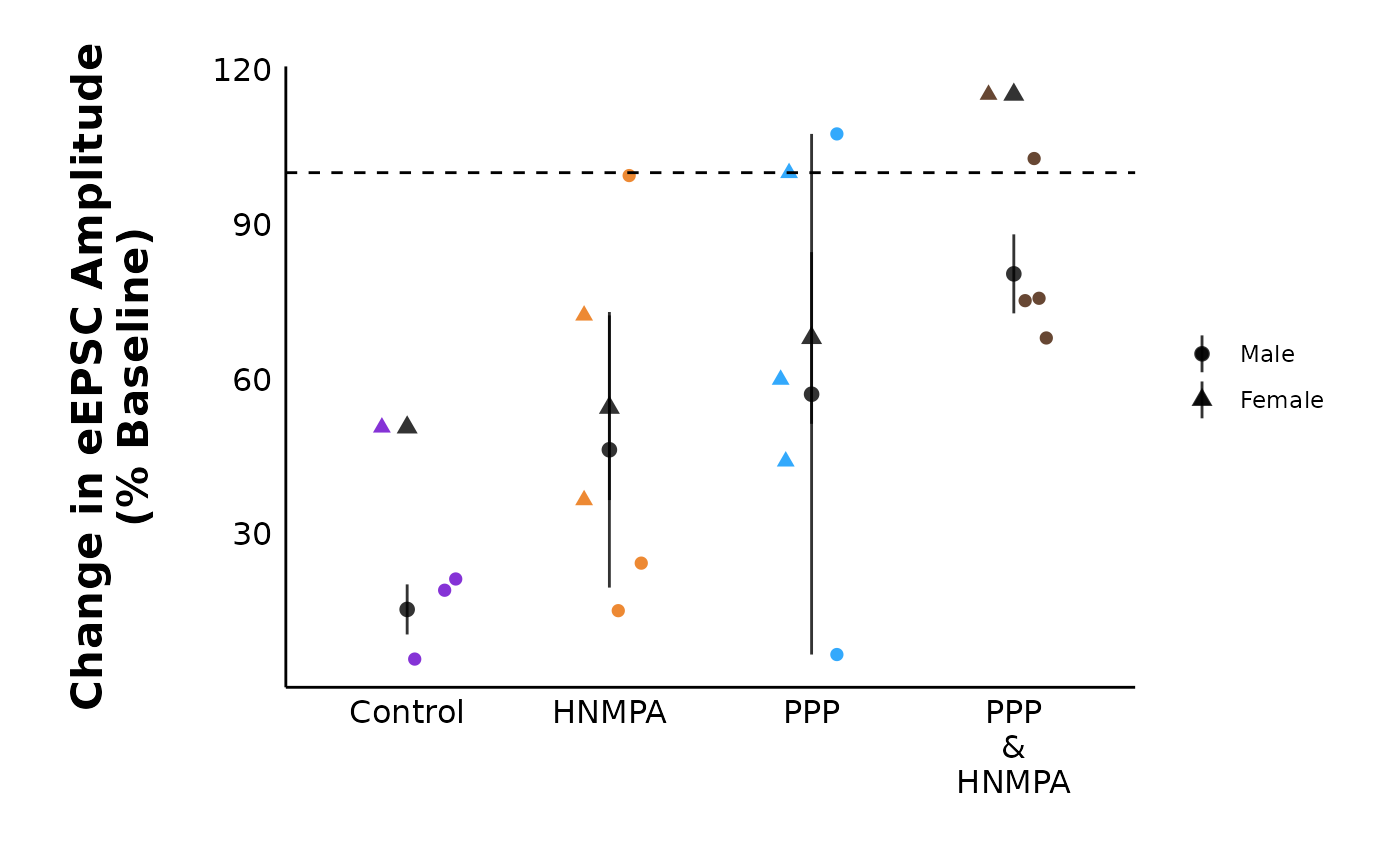 Change in eEPSC Amplitude
(% Baseline)
120
90
60
30
Control
HNMPA
PPP
PPP
&
HNMPA
Male
Female